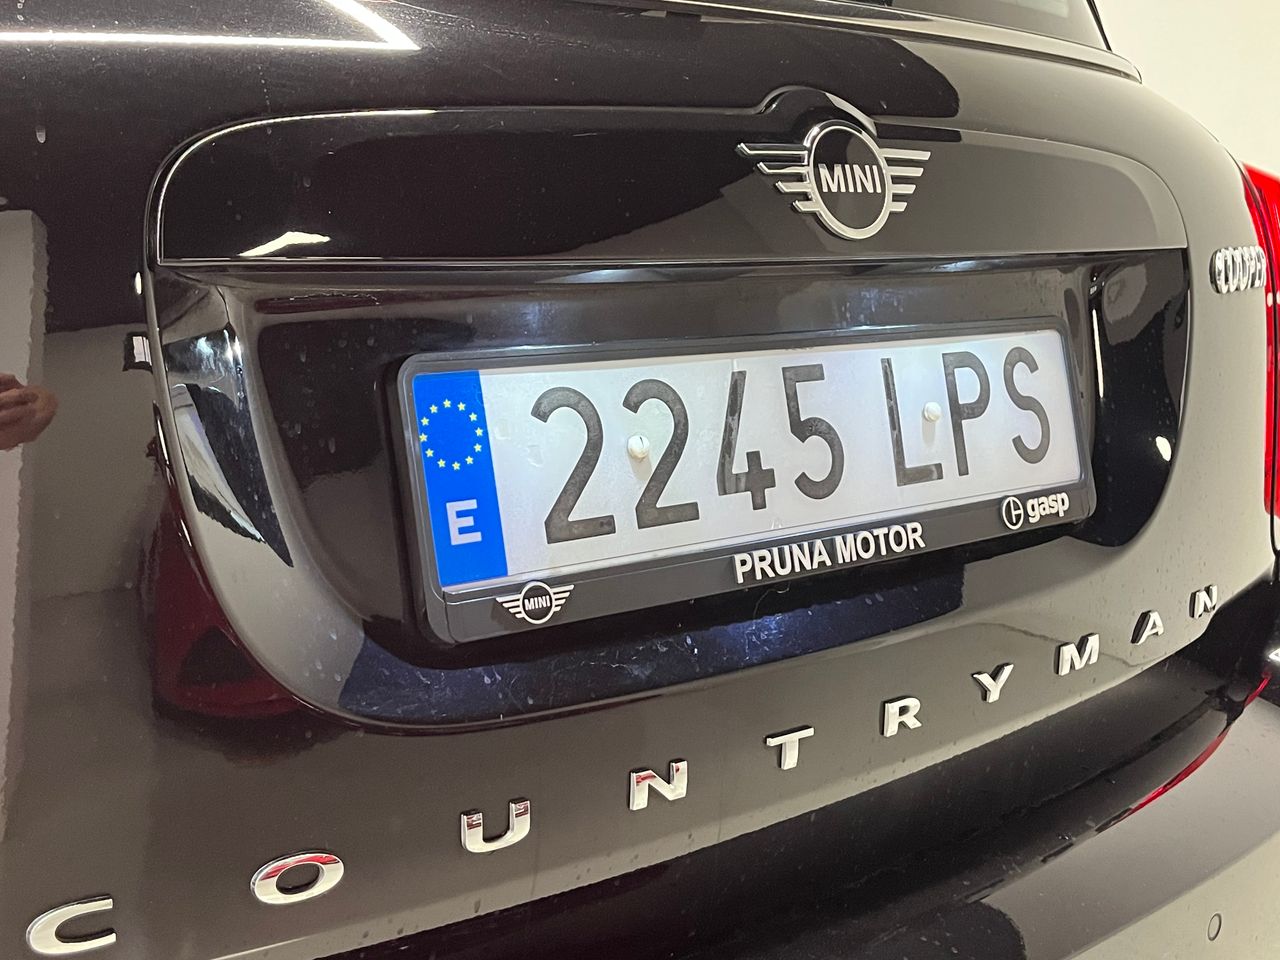 MINI
COOPER
E 2245 LPS
MINI PRUNA MOTOR gasp
COUNTRYMAN